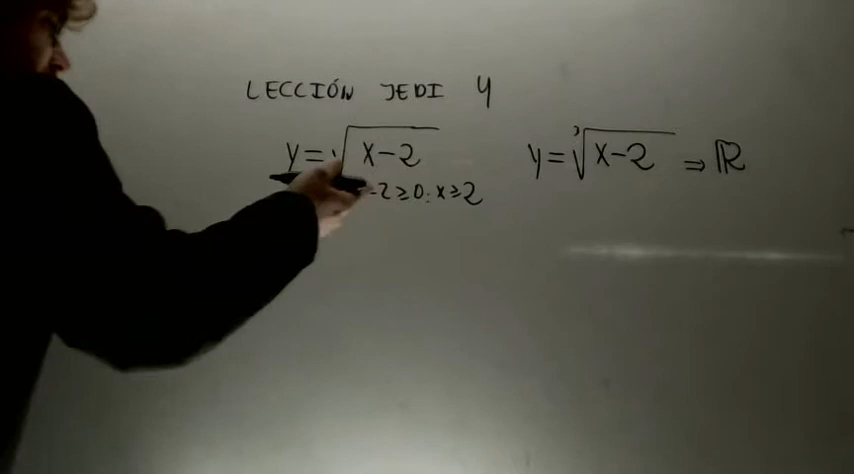 LECCIÓN JEDI 4
y=√x-2 y=³√x-2 ⇒ ℝ
-2≥0:x≥2